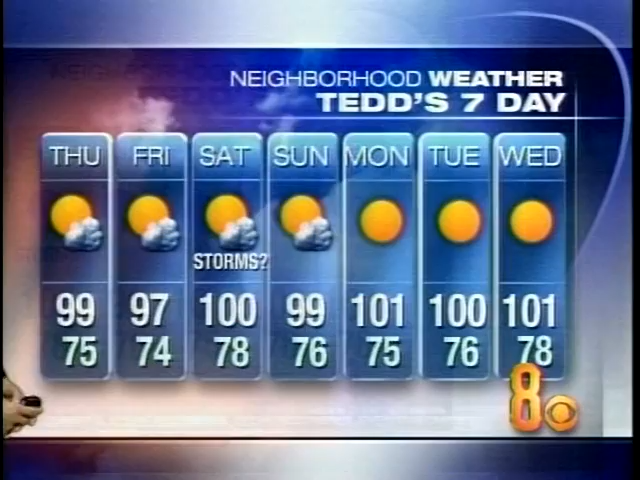 NEIGHBORHOOD WEATHER
TEDD'S 7 DAY
THU FRI SAT SUN MON TUE WED
STORMS?
99 97 100 99 101 100 101
75 74 78 76 75 76 78
8